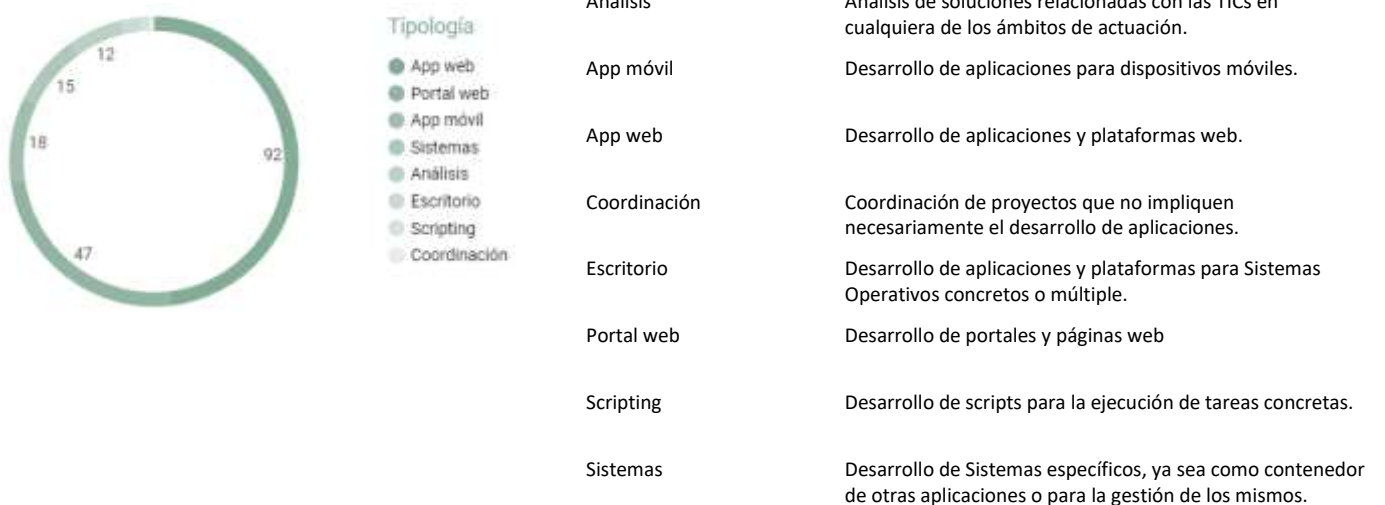 12
15
18
92
47
Tipología
App web
Portal web
App móvil
Sistemas
Análisis
Escritorio
Scripting
Coordinación
Análisis Análisis de soluciones relacionadas con las TICs en
cualquiera de los ámbitos de actuación.
App móvil Desarrollo de aplicaciones para dispositivos móviles.
App web Desarrollo de aplicaciones y plataformas web.
Coordinación Coordinación de proyectos que no impliquen
necesariamente el desarrollo de aplicaciones.
Escritorio Desarrollo de aplicaciones y plataformas para Sistemas
Operativos concretos o múltiple.
Portal web Desarrollo de portales y páginas web
Scripting Desarrollo de scripts para la ejecución de tareas concretas.
Sistemas Desarrollo de Sistemas específicos, ya sea como contenedor
de otras aplicaciones o para la gestión de los mismos.